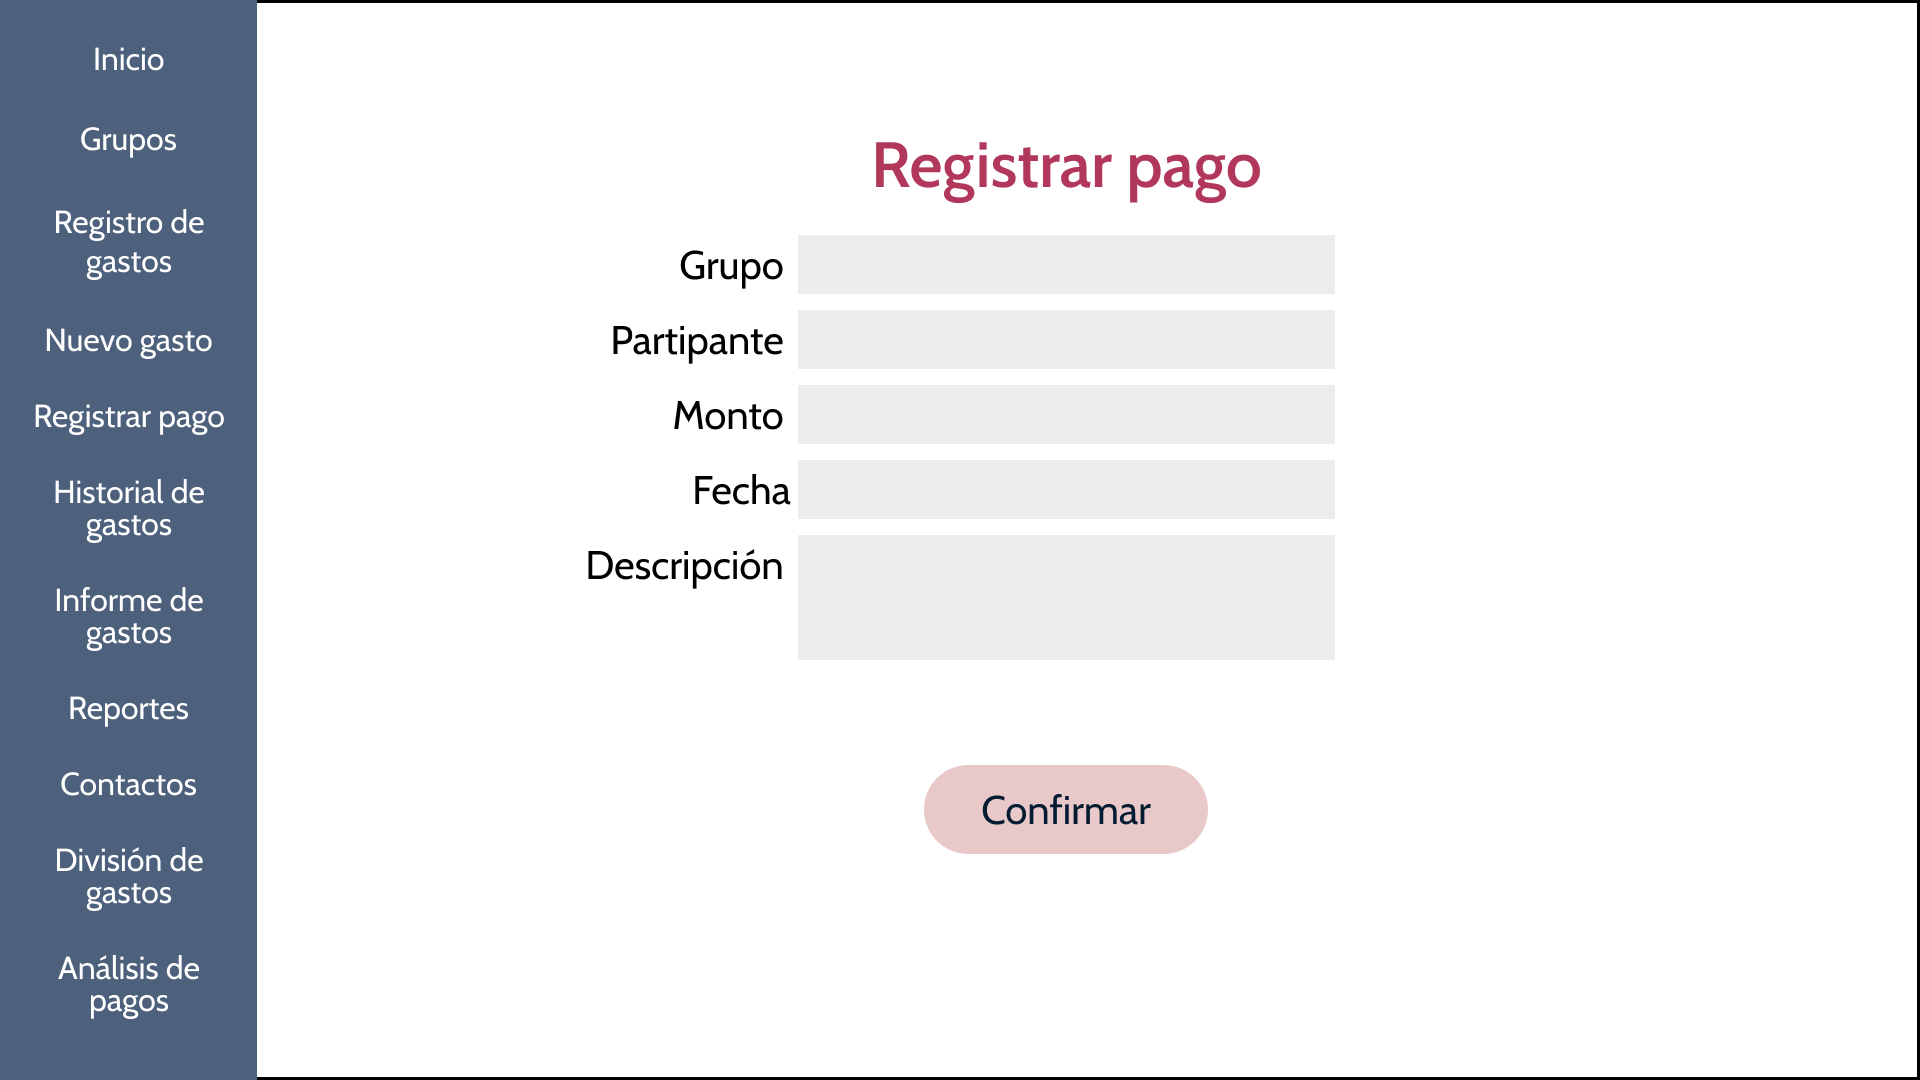 Inicio
Grupos
Registro de
gastos
Nuevo gasto
Registrar pago
Historial de
gastos
Informe de
gastos
Reportes
Contactos
División de
gastos
Análisis de
pagos
Registrar pago
Grupo
Partipante
Monto
Fecha
Descripción
Confirmar